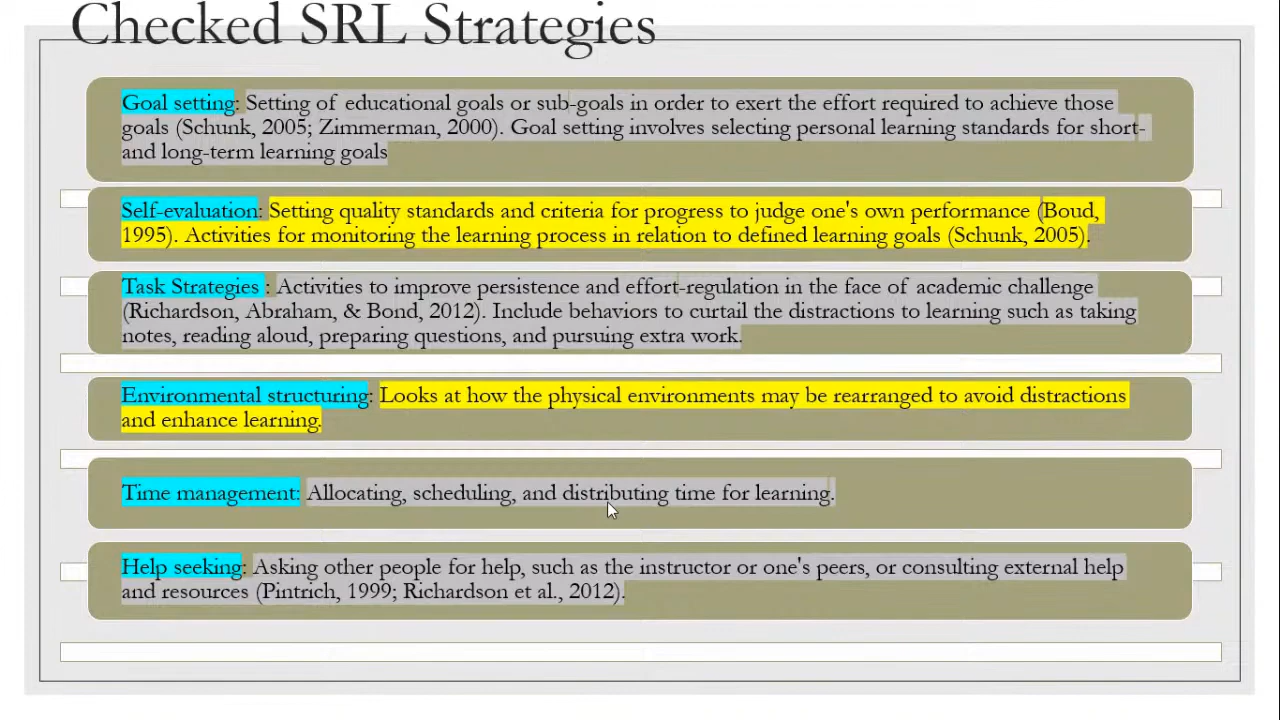 Checked SRL Strategies
Goal setting: Setting of educational goals or sub-goals in order to exert the effort required to achieve those
goals (Schunk, 2005; Zimmerman, 2000). Goal setting involves selecting personal learning standards for short-
and long-term learning goals
Self-evaluation: Setting quality standards and criteria for progress to judge one's own performance (Boud,
1995). Activities for monitoring the learning process in relation to defined learning goals (Schunk, 2005).
Task Strategies : Activities to improve persistence and effort-regulation in the face of academic challenge
(Richardson, Abraham, & Bond, 2012). Include behaviors to curtail the distractions to learning such as taking
notes, reading aloud, preparing questions, and pursuing extra work.
Environmental structuring: Looks at how the physical environments may be rearranged to avoid distractions
and enhance learning.
Time management: Allocating, scheduling, and distributing time for learning.
Help seeking: Asking other people for help, such as the instructor or one's peers, or consulting external help
and resources (Pintrich, 1999; Richardson et al., 2012).